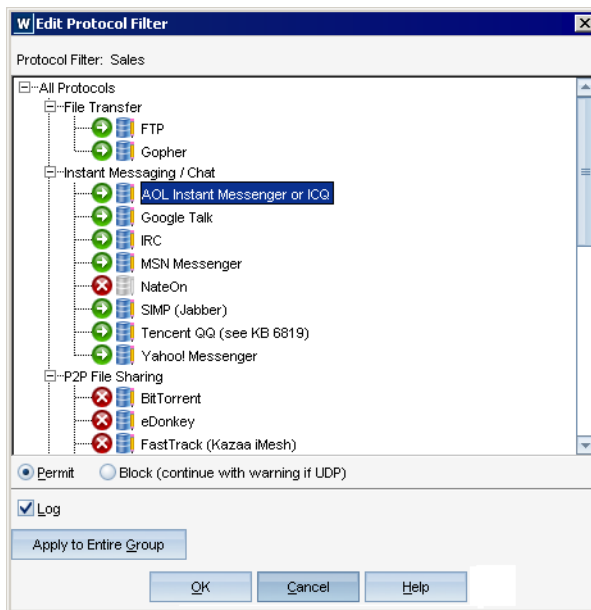 W Edit Protocol Filter
Protocol Filter: Sales
All Protocols
File Transfer
FTP
Gopher
Instant Messaging / Chat
AOL Instant Messenger or ICQ
Google Talk
IRC
MSN Messenger
NateOn
SIMP (Jabber)
Tencent QQ (see KB 6819)
Yahoo! Messenger
P2P File Sharing
BitTorrent
eDonkey
FastTrack (Kazaa iMesh)
Permit Block (continue with warning if UDP)
Log
Apply to Entire Group
OK Cancel Help